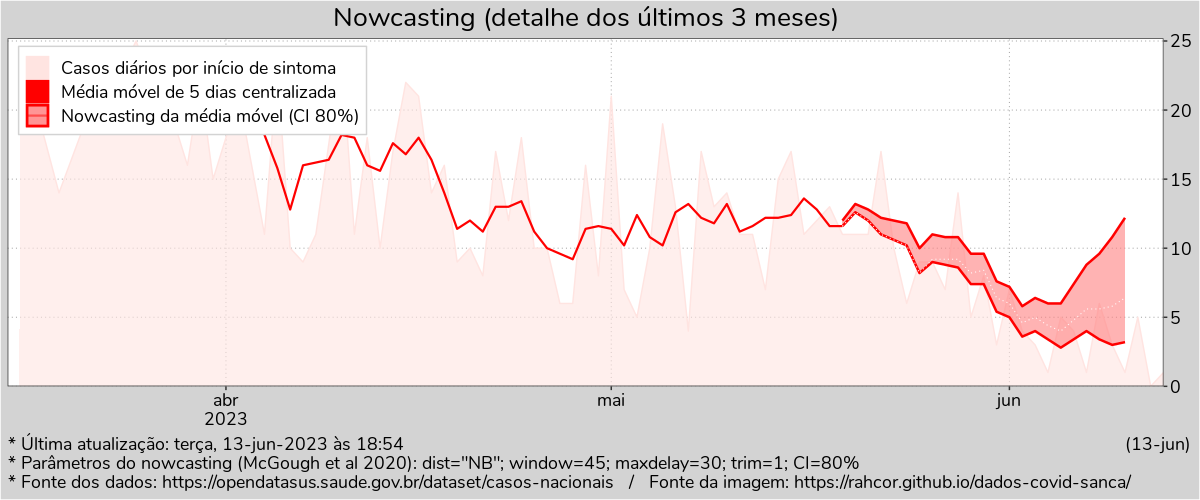 Nowcasting (detalhe dos últimos 3 meses)
Casos diários por início de sintoma
Média móvel de 5 dias centralizada
Nowcasting da média móvel (CI 80%)
25
20
15
10
5
0
abr
2023
mai
jun
* Última atualização: terça, 13-jun-2023 às 18:54
(13-jun)
* Parâmetros do nowcasting (McGough et al 2020): dist="NB"; window=45; maxdelay=30; trim=1; CI=80%
* Fonte dos dados: https://opendatasus.saude.gov.br/dataset/casos-nacionais / Fonte da imagem: https://rahcor.github.io/dados-covid-sanca/